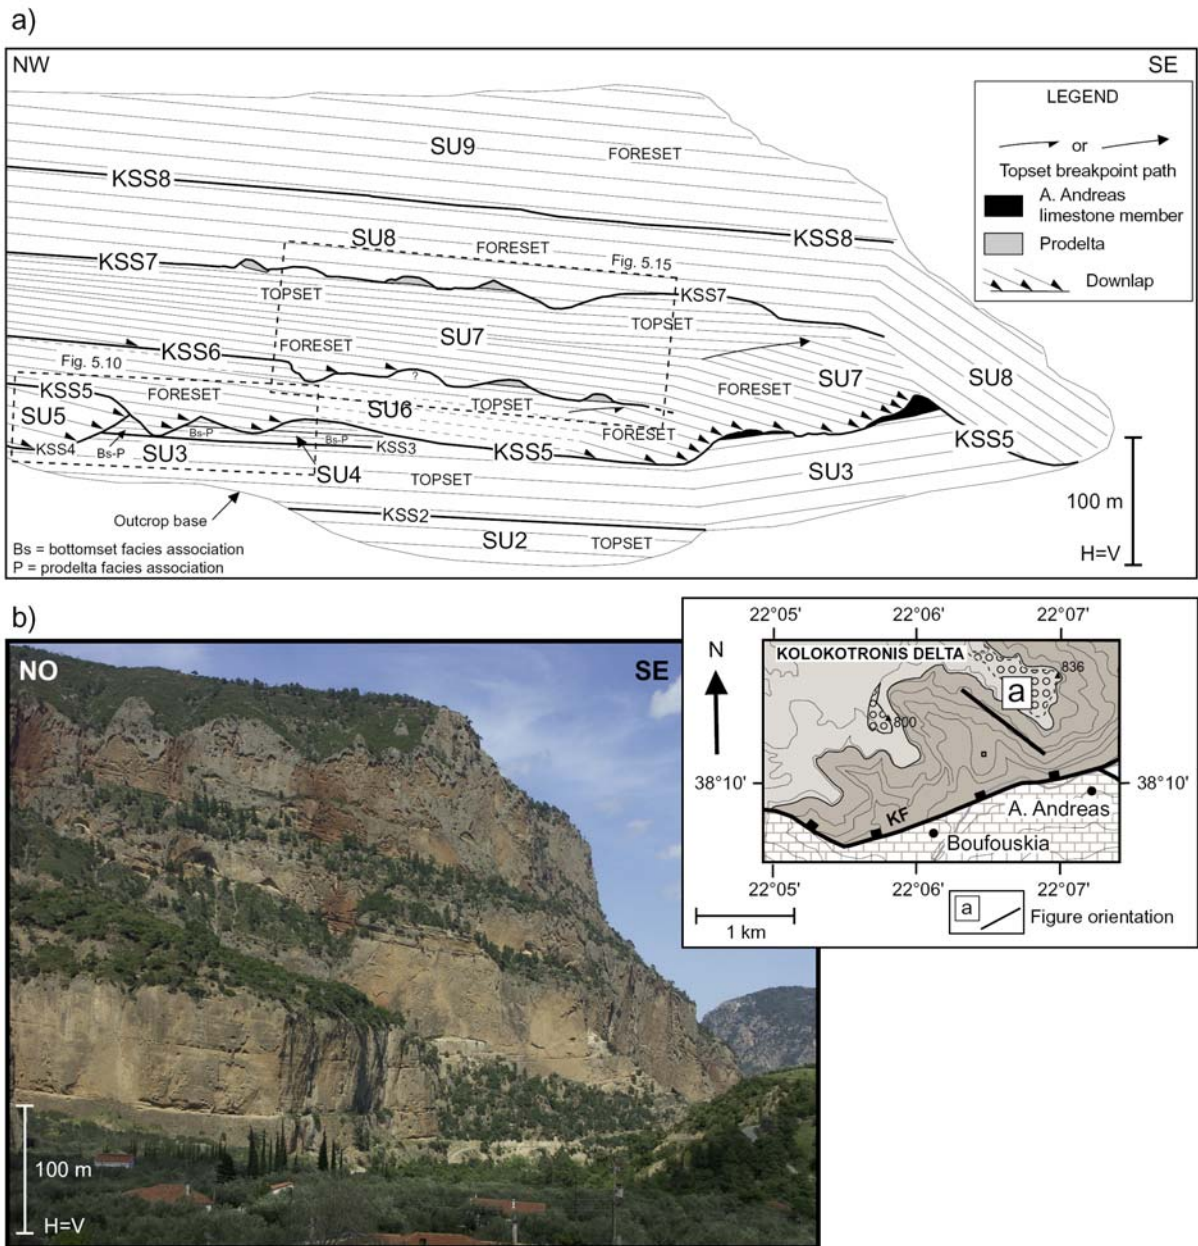 a)
NW
SE
LEGEND
or
Topset breakpoint path
A. Andreas
limestone member
Prodelta
Downlap
SU9
FORESET
KSS8
SU8
FORESET
KSS8
KSS7
Fig. 5.15
TOPSET
KSS7
TOPSET
SU7
KSS6
FORESET
Fig. 5.10
?
SU7
FORESET
SU8
KSS5
FORESET
SU6
TOPSET
SU5
FORESET
KSS5
Bs-P
Bs-P
KSS4
Bs-P
SU3
KSS3
KSS5
SU3
SU4
TOPSET
100 m
KSS2
Outcrop base
SU2
TOPSET
H=V
Bs = bottomset facies association
P = prodelta facies association
b)
NO
SE
100 m
H=V
22°05'
22°06'
22°07'
N
KOLOKOTRONIS DELTA
a
836
800
38°10'
38°10'
KF
A. Andreas
Boufouskia
22°05'
22°06'
22°07'
1 km
a
Figure orientation